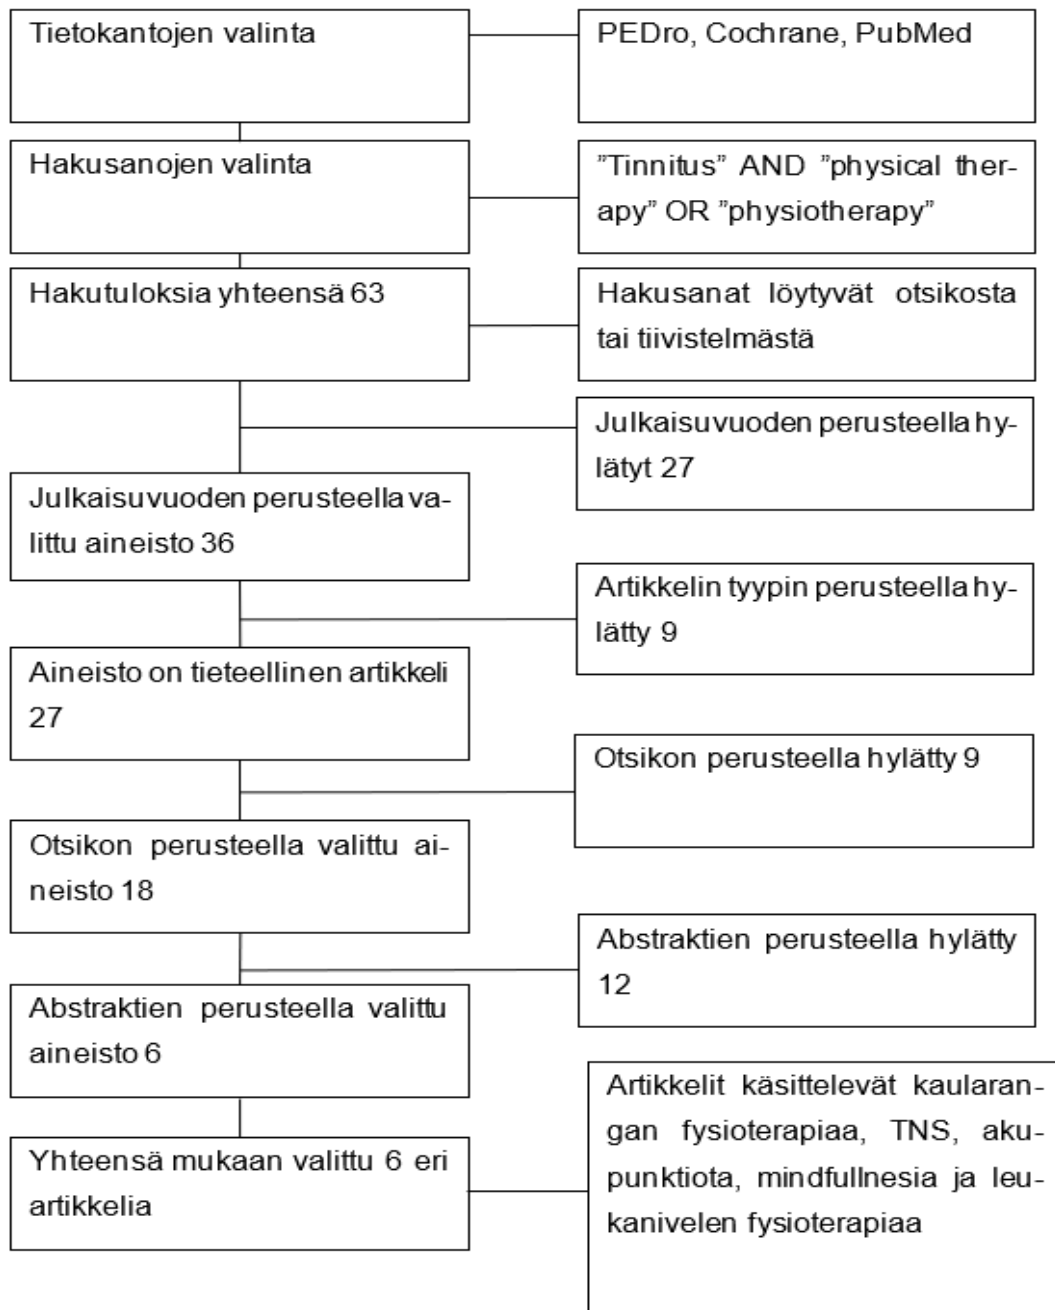 Tietokantojen valinta
PEDro, Cochrane, PubMed
Hakusanojen valinta
”Tinnitus” AND ”physical ther-
apy” OR ”physiotherapy”
Hakutuloksia yhteensä 63
Hakusanat löytyvät otsikosta
tai tiivistelmästä
Julkaisuvuoden perusteella hy-
lätyt 27
Julkaisuvuoden perusteella va-
littu aineisto 36
Artikkelin tyypin perusteella hy-
lätty 9
Aineisto on tieteellinen artikkeli
27
Otsikon perusteella hylätty 9
Otsikon perusteella valittu ai-
neisto 18
Abstraktien perusteella hylätty
12
Abstraktien perusteella valittu
aineisto 6
Artikkelit käsittelevät kaularan-
gan fysioterapiaa, TNS, aku-
punktiota, mindfullnesia ja leu-
kanivelen fysioterapiaa
Yhteensä mukaan valittu 6 eri
artikkelia